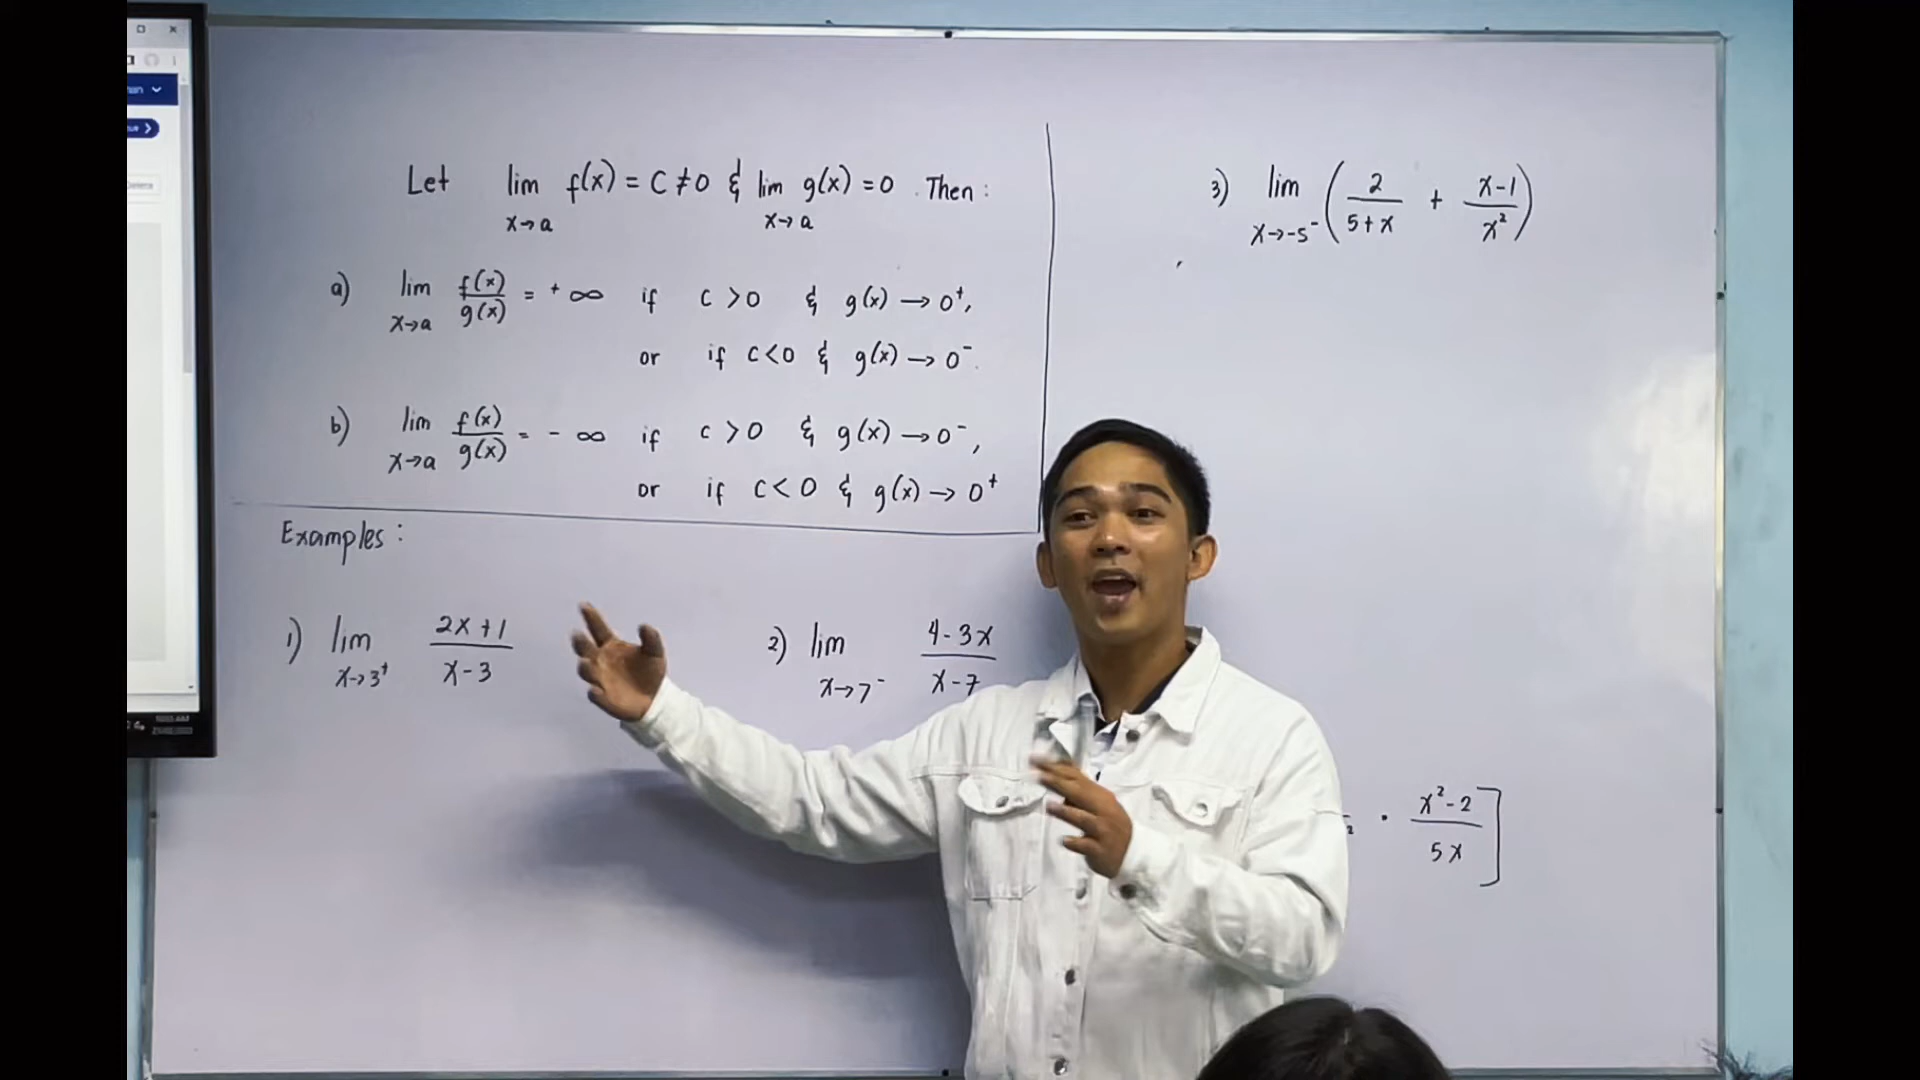 Let lim f(x) = C ≠ 0 & lim g(x) = 0. Then:
x→a x→a
a) lim f(x)/g(x) = +∞ if c > 0 & g(x) → 0⁺,
x→a
or if c < 0 & g(x) → 0⁻.
b) lim f(x)/g(x) = -∞ if c > 0 & g(x) → 0⁻,
x→a
or if c < 0 & g(x) → 0⁺
Examples:
1) lim 2x+1
x→3⁺ x-3
2) lim 4-3x
x→7⁻ x-7
3) lim (2/(5+x) + (x-1)/x²)
x→-5⁻
· x²-2 ]
5x